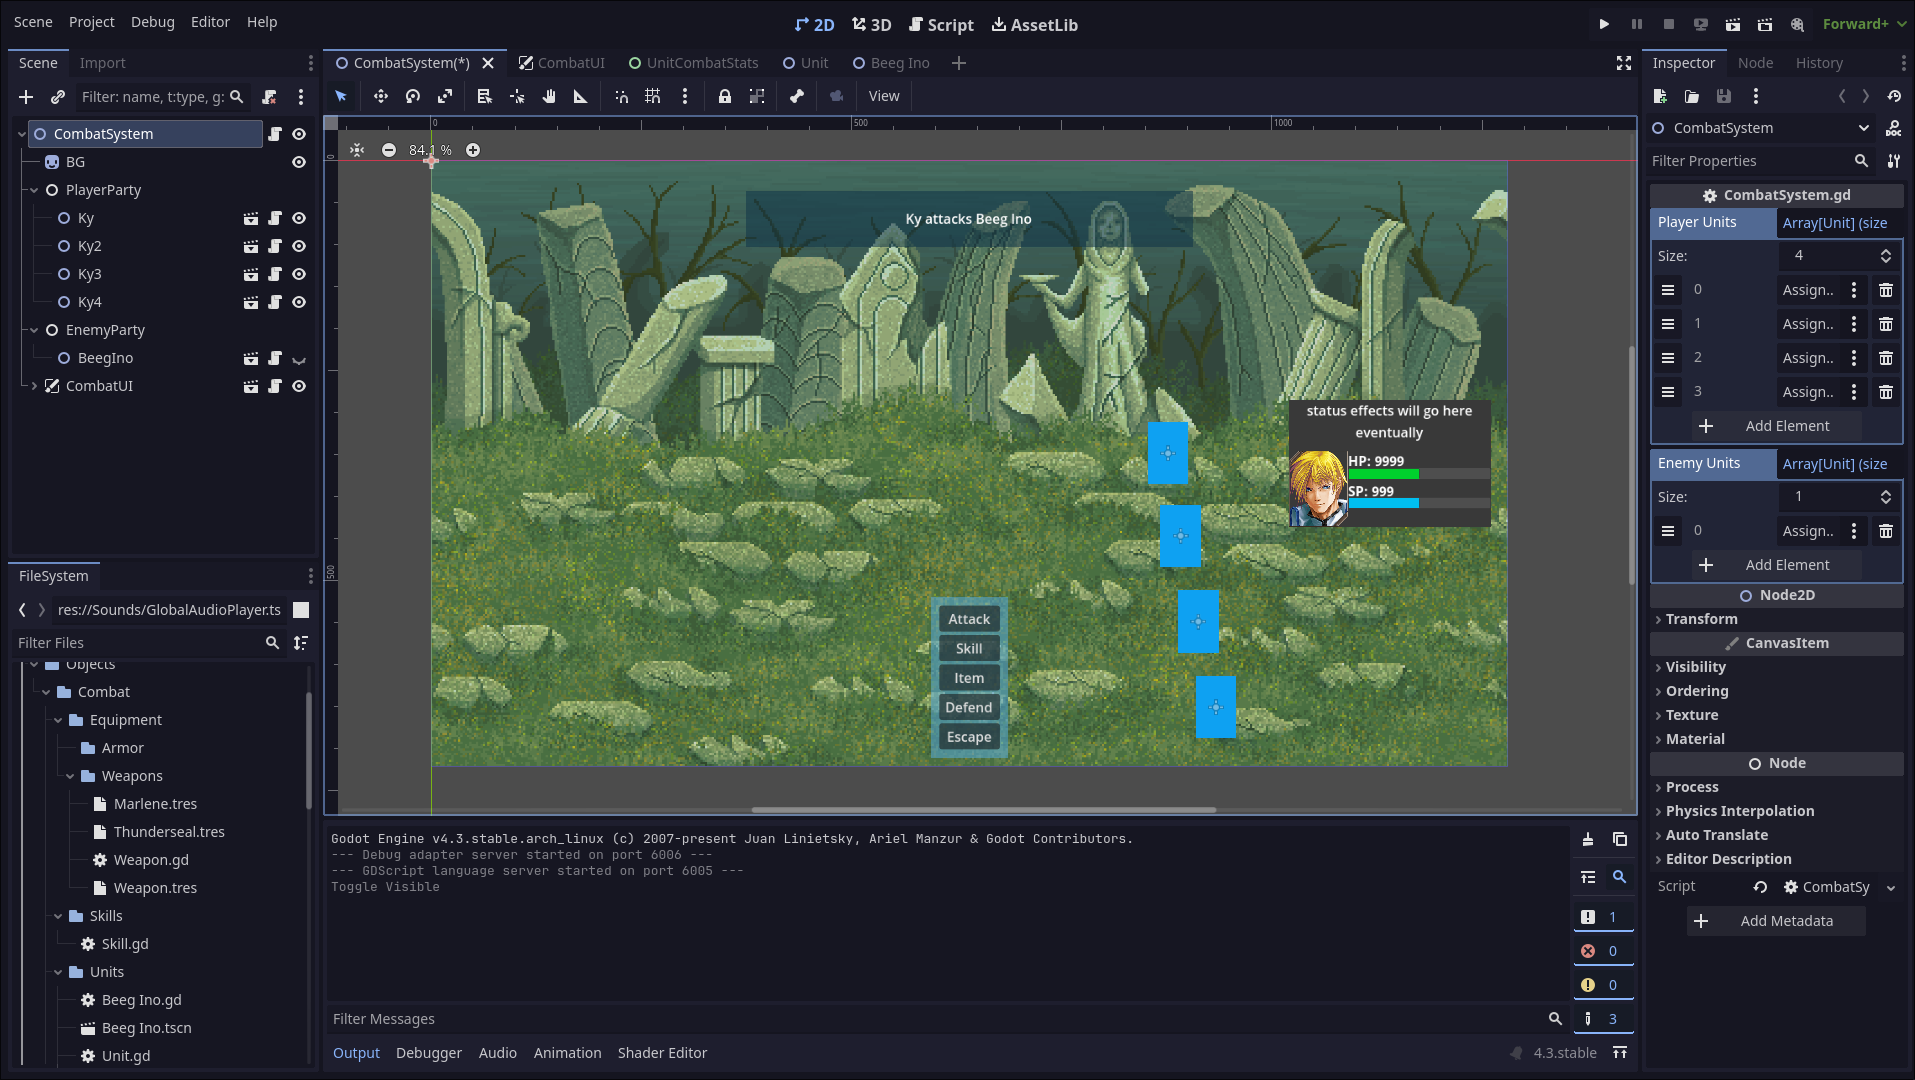 Scene Project Debug Editor Help
2D 3D Script AssetLib
Forward+
Scene Import
Filter: name, t:type, g:
CombatSystem
BG
PlayerParty
Ky
Ky2
Ky3
Ky4
EnemyParty
BeegIno
CombatUI
FileSystem
res://Sounds/GlobalAudioPlayer.ts
Filter Files
Objects
Combat
Equipment
Armor
Weapons
Marlene.tres
Thunderseal.tres
Weapon.gd
Weapon.tres
Skills
Skill.gd
Units
Beeg Ino.gd
Beeg Ino.tscn
Unit.gd
CombatSystem(*) CombatUI UnitCombatStats Unit Beeg Ino
View
0 500 1000
0
500
84.1 %
Ky attacks Beeg Ino
status effects will go here
eventually
HP: 9999
SP: 999
Attack
Skill
Item
Defend
Escape
Godot Engine v4.3.stable.arch_linux (c) 2007-present Juan Linietsky, Ariel Manzur & Godot Contributors.
--- Debug adapter server started on port 6006 ---
--- GDScript language server started on port 6005 ---
Toggle Visible
1
0
0
3
Filter Messages
Output Debugger Audio Animation Shader Editor
4.3.stable
Inspector Node History
CombatSystem
DOC
Filter Properties
CombatSystem.gd
Player Units Array[Unit] (size
Size: 4
0 Assign..
1 Assign..
2 Assign..
3 Assign..
Add Element
Enemy Units Array[Unit] (size
Size: 1
0 Assign..
Add Element
Node2D
Transform
CanvasItem
Visibility
Ordering
Texture
Material
Node
Process
Physics Interpolation
Auto Translate
Editor Description
Script CombatSy
Add Metadata